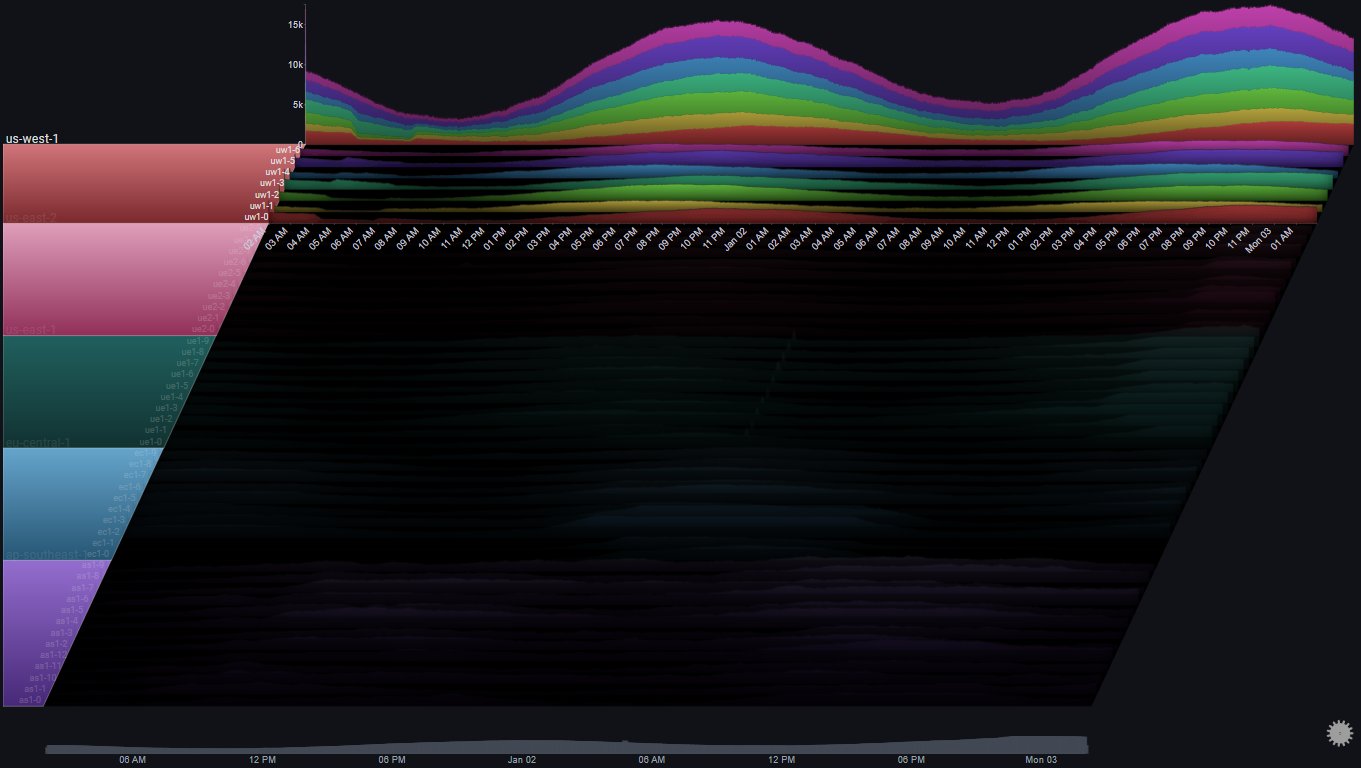 15k
10k
5k
0
us-west-1
uw1-6
uw1-5
uw1-4
uw1-3
uw1-2
uw1-1
uw1-0
us-east-2
02 AM 03 AM 04 AM 05 AM 06 AM 07 AM 08 AM 09 AM 10 AM 11 AM 12 PM 01 PM 02 PM 03 PM 04 PM 05 PM 06 PM 07 PM 08 PM 09 PM 10 PM 11 PM Jan 02 01 AM 02 AM 03 AM 04 AM 05 AM 06 AM 07 AM 08 AM 09 AM 10 AM 11 AM 12 PM 01 PM 02 PM 03 PM 04 PM 05 PM 06 PM 07 PM 08 PM 09 PM 10 PM 11 PM Mon 03 01 AM
ue2-5
ue2-4
ue2-3
ue2-2
ue2-1
us-east-1
ue2-0
ue1-9
ue1-8
ue1-7
ue1-6
ue1-5
ue1-4
ue1-3
ue1-2
ue1-1
eu-central-1
ue1-0
ec1-8
ec1-7
ec1-6
ec1-5
ec1-4
ec1-3
ec1-2
ec1-1
ap-southeast-1
ec1-0
as1-9
as1-8
as1-7
as1-6
as1-5
as1-4
as1-3
as1-2
as1-12
as1-11
as1-10
as1-1
as1-0
06 AM 12 PM 06 PM Jan 02 06 AM 12 PM 06 PM Mon 03